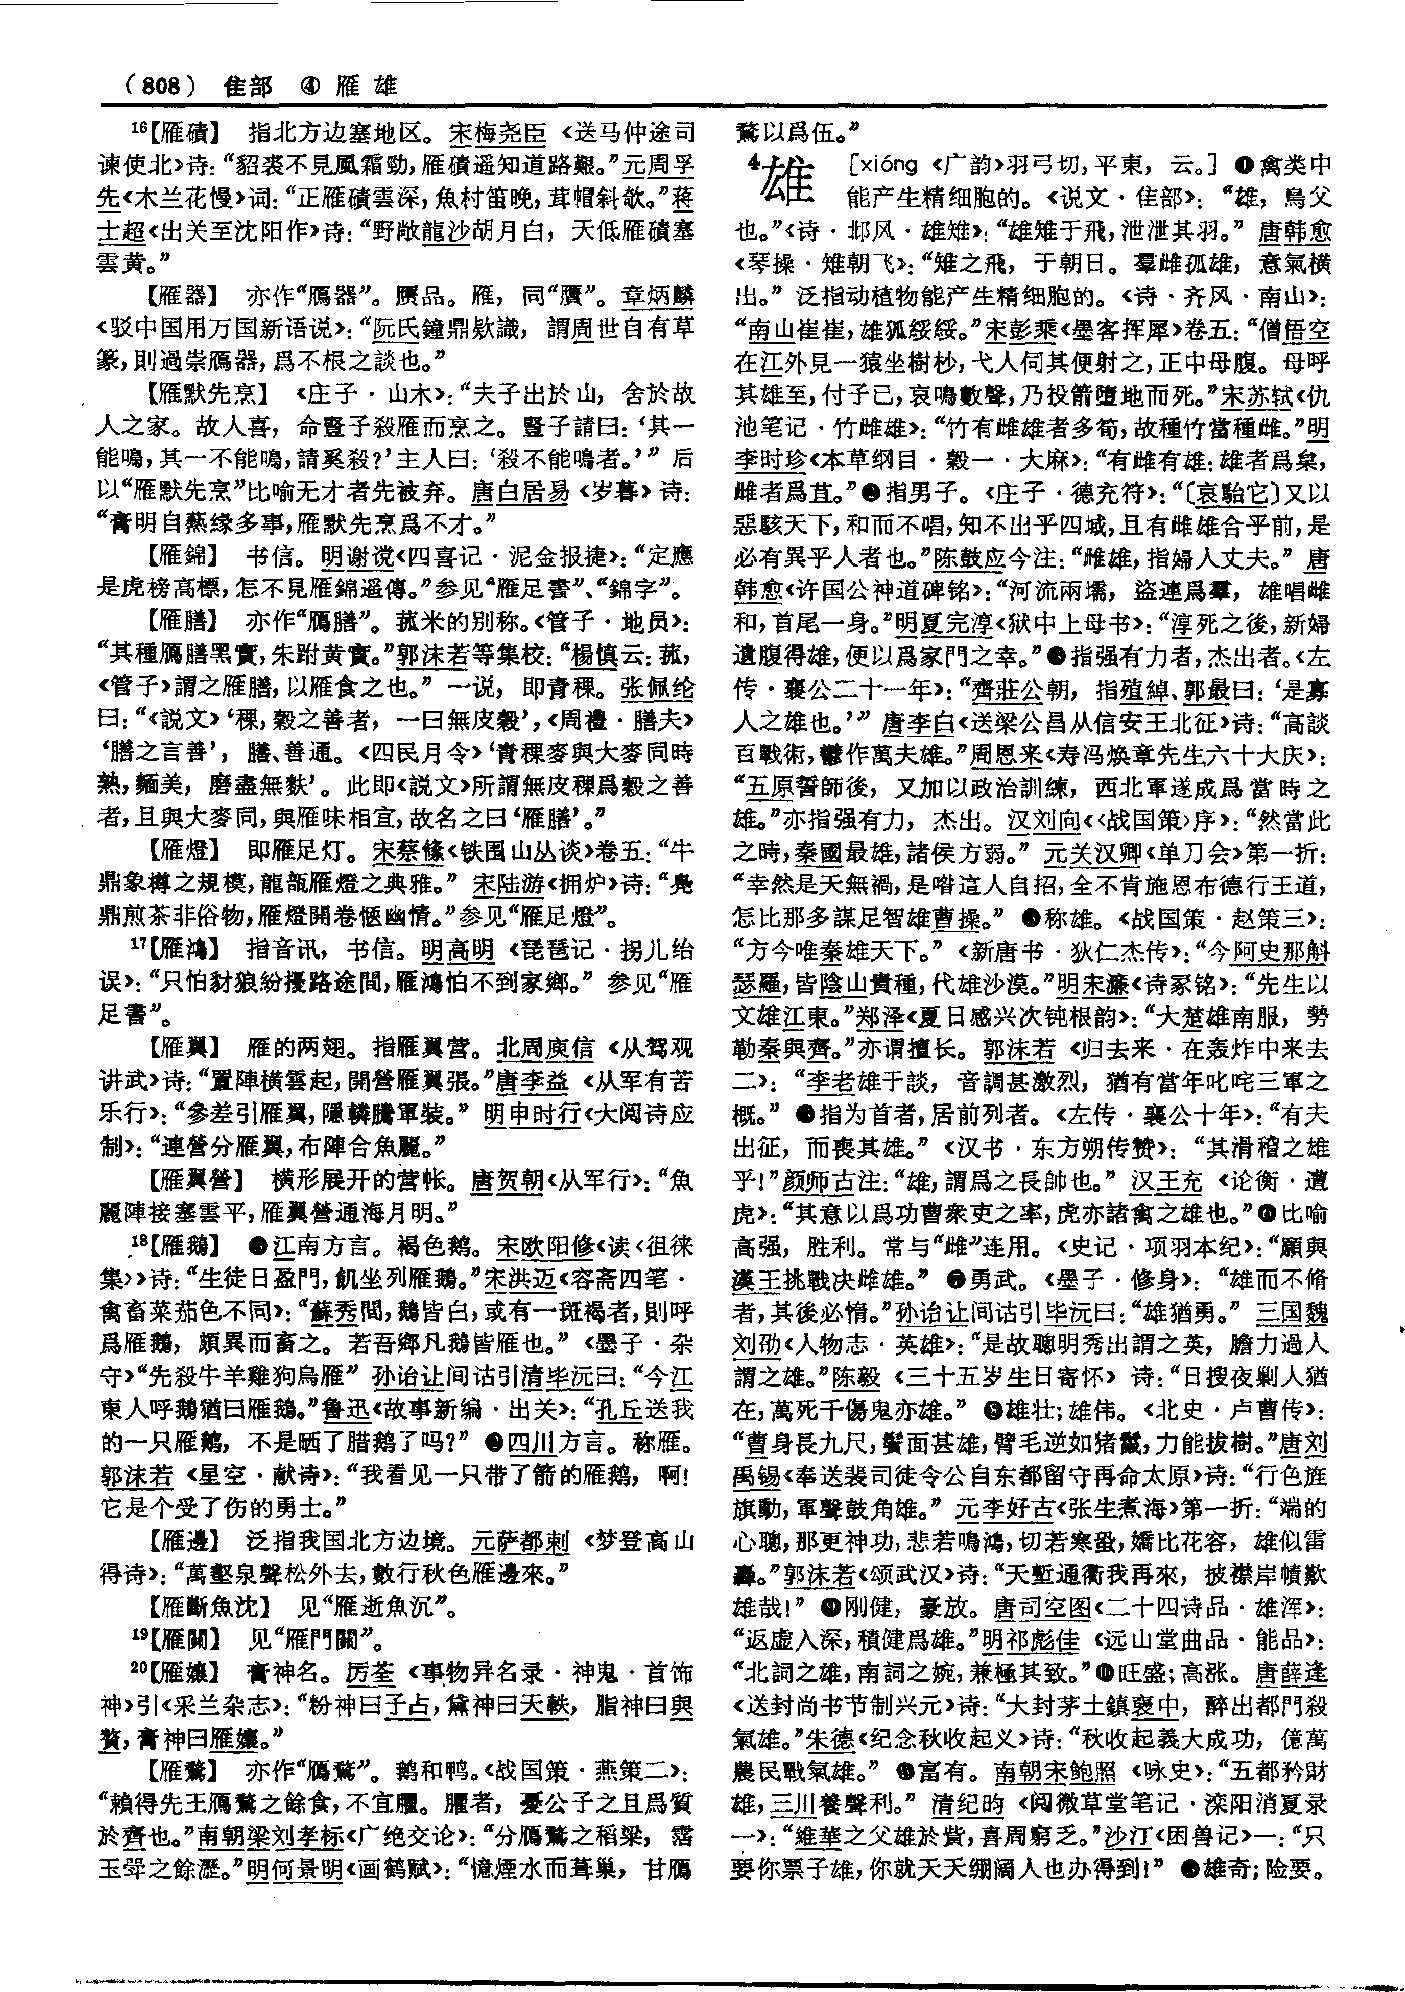 （808） 隹部 ④ 雁 雄
16【雁磧】 指北方边塞地区。宋梅尧臣《送马仲途司
谏使北》诗：“貂裘不見風霜勁，雁磧遥知道路艱。”元周孚
先《木兰花慢》词：“正雁磧雲深，魚村笛晚，茸帽斜欹。”蒋
士超《出关至沈阳作》诗：“野敞龍沙胡月白，天低雁磧塞
雲黄。”
【雁器】 亦作“鴈器”。赝品。雁，同“贗”。章炳麟
《驳中国用万国新语说》：“阮氏鐘鼎欵識，謂周世自有草
篆，則過崇鴈器，爲不根之談也。”
【雁默先烹】 《庄子·山木》：“夫子出於山，舍於故
人之家。故人喜，命豎子殺雁而烹之。豎子請曰：‘其一
能鳴，其一不能鳴，請奚殺？’主人曰：‘殺不能鳴者。’”后
以“雁默先烹”比喻无才者先被弃。唐白居易《岁暮》诗：
“膏明自爇缘多事，雁默先烹爲不才。”
【雁錦】 书信。明谢谠《四喜记·泥金报捷》：“定應
是虎榜高標，怎不見雁錦遥傳。”参见“雁足書”、“錦字”。
【雁膳】 亦作“鴈膳”。菰米的别称。《管子·地员》：
“其種鴈膳黑實，朱跗黄實。”郭沫若等集校：“杨慎云：菰，
《管子》謂之雁膳，以雁食之也。”一说，即青稞。张佩纶
曰：“《説文》‘稞，穀之善者，一曰無皮穀’，《周禮·膳夫》
‘膳之言善’，膳、善通。《四民月令》‘青稞麥與大麥同時
熟，麵美，磨盡無麩’。此即《説文》所謂無皮稞爲穀之善
者，且與大麥同，與雁味相宜，故名之曰‘雁膳’。”
【雁燈】 即雁足灯。宋蔡絛《铁围山丛谈》卷五：“牛
鼎象樽之規模，龍瓿雁燈之典雅。”宋陆游《拥炉》诗：“凫
鼎煎茶非俗物，雁燈開卷愜幽情。”参见“雁足燈”。
17【雁鴻】 指音讯，书信。明高明《琵琶记·拐儿绐
误》：“只怕豺狼紛擾路途間，雁鴻怕不到家鄉。”参见“雁
足書”。
【雁翼】 雁的两翅。指雁翼营。北周庾信《从驾观
讲武》诗：“置陣横雲起，開營雁翼張。”唐李益《从军有苦
乐行》：“參差引雁翼，隱轔騰軍裝。”明申时行《大阅诗应
制》：“連營分雁翼，布陣合魚麗。”
【雁翼營】 横形展开的营帐。唐贺朝《从军行》：“魚
麗陣接塞雲平，雁翼營通海月明。”
18【雁鵝】 ❶江南方言。褐色鹅。宋欧阳修《读〈徂徕
集〉》诗：“生徒日盈門，飢坐列雁鵝。”宋洪迈《容斋四笔·
禽畜菜茄色不同》：“蘇秀間，鵝皆白，或有一斑褐者，則呼
爲雁鵝，頗異而畜之。若吾鄉凡鵝皆雁也。”《墨子·杂
守》“先殺牛羊雞狗烏雁”孙诒让间诂引清毕沅曰：“今江
東人呼鵝猶曰雁鵝。”鲁迅《故事新编·出关》：“孔丘送我
的一只雁鹅，不是晒了腊鹅了吗？”❷四川方言。称雁。
郭沫若《星空·献诗》：“我看见一只带了箭的雁鹅，啊！
它是个受了伤的勇士。”
【雁邊】 泛指我国北方边境。元萨都剌《梦登高山
得诗》：“萬壑泉聲松外去，數行秋色雁邊來。”
【雁斷魚沈】 见“雁逝魚沉”。
19【雁關】 见“雁門關”。
20【雁孃】 膏神名。厉荃《事物异名录·神鬼·首饰
神》引《采兰杂志》：“粉神曰子占，黛神曰天軼，脂神曰與
贅，膏神曰雁孃。”
【雁鶩】 亦作“鴈鶩”。鹅和鸭。《战国策·燕策二》：
“賴得先王鴈鶩之餘食，不宜臞。臞者，憂公子之且爲質
於齊也。”南朝梁刘孝标《广绝交论》：“分鴈鶩之稻粱，霑
玉斝之餘瀝。”明何景明《画鹤赋》：“憶煙水而葺巢，甘鴈
鶩以爲伍。”
4雄 ［xióng《广韵》羽弓切，平東，云。］❶禽类中
能产生精细胞的。《说文·隹部》：“雄，鳥父
也。”《诗·邶风·雄雉》：“雄雉于飛，泄泄其羽。”唐韩愈
《琴操·雉朝飞》：“雉之飛，于朝日。羣雌孤雄，意氣横
出。”泛指动植物能产生精细胞的。《诗·齐风·南山》：
“南山崔崔，雄狐綏綏。”宋彭乘《墨客挥犀》卷五：“僧悟空
在江外見一猿坐樹杪，弋人伺其便射之，正中母腹。母呼
其雄至，付子已，哀鳴數聲，乃投箭墮地而死。”宋苏轼《仇
池笔记·竹雌雄》：“竹有雌雄者多筍，故種竹當種雌。”明
李时珍《本草纲目·穀一·大麻》：“有雌有雄：雄者爲枲，
雌者爲苴。”❷指男子。《庄子·德充符》：“〔哀駘它〕又以
惡駭天下，和而不唱，知不出乎四域，且有雌雄合乎前，是
必有異乎人者也。”陈鼓应今注：“雌雄，指婦人丈夫。”唐
韩愈《许国公神道碑铭》：“河流兩壖，盜連爲羣，雄唱雌
和，首尾一身。”明夏完淳《狱中上母书》：“淳死之後，新婦
遺腹得雄，便以爲家門之幸。”❸指强有力者，杰出者。《左
传·襄公二十一年》：“齊莊公朝，指殖綽、郭最曰：‘是寡
人之雄也。’”唐李白《送梁公昌从信安王北征》诗：“高談
百戰術，鬱作萬夫雄。”周恩来《寿冯焕章先生六十大庆》：
“五原誓師後，又加以政治訓練，西北軍遂成爲當時之
雄。”亦指强有力，杰出。汉刘向《〈战国策〉序》：“然當此
之時，秦國最雄，諸侯方弱。”元关汉卿《单刀会》第一折：
“幸然是天無禍，是喒這人自招，全不肯施恩布德行王道，
怎比那多謀足智雄曹操。”❹称雄。《战国策·赵策三》：
“方今唯秦雄天下。”《新唐书·狄仁杰传》：“今阿史那斛
瑟羅，皆陰山貴種，代雄沙漠。”明宋濂《诗冢铭》：“先生以
文雄江東。”郑泽《夏日感兴次钝根韵》：“大楚雄南服，勢
勒秦與齊。”亦谓擅长。郭沫若《归去来·在轰炸中来去
二》：“李老雄于談，音調甚激烈，猶有當年叱咤三軍之
概。”❺指为首者，居前列者。《左传·襄公十年》：“有夫
出征，而喪其雄。”《汉书·东方朔传赞》：“其滑稽之雄
乎！”颜师古注：“雄，謂爲之長帥也。”汉王充《论衡·遭
虎》：“其意以爲功曹衆吏之率，虎亦諸禽之雄也。”❻比喻
高强，胜利。常与“雌”连用。《史记·项羽本纪》：“願與
漢王挑戰决雌雄。”❼勇武。《墨子·修身》：“雄而不脩
者，其後必惰。”孙诒让间诂引毕沅曰：“雄猶勇。”三国魏
刘劭《人物志·英雄》：“是故聰明秀出謂之英，膽力過人
謂之雄。”陈毅《三十五岁生日寄怀》诗：“日搜夜剿人猶
在，萬死千傷鬼亦雄。”❽雄壮；雄伟。《北史·卢曹传》：
“曹身長九尺，鬢面甚雄，臂毛逆如猪鬣，力能拔樹。”唐刘
禹锡《奉送裴司徒令公自东都留守再命太原》诗：“行色旌
旗動，軍聲鼓角雄。”元李好古《张生煮海》第一折：“端的
心聰，那更神功，悲若鳴鴻，切若寒蛩，嬌比花容，雄似雷
轟。”郭沫若《颂武汉》诗：“天塹通衢我再來，披襟岸幘歎
雄哉！”❾刚健，豪放。唐司空图《二十四诗品·雄浑》：
“返虚入渾，積健爲雄。”明祁彪佳《远山堂曲品·能品》：
“北詞之雄，南詞之婉，兼極其致。”❿旺盛；高涨。唐薛逢
《送封尚书节制兴元》诗：“大封茅土鎮褒中，醉出都門殺
氣雄。”朱德《纪念秋收起义》诗：“秋收起義大成功，億萬
農民戰氣雄。”⓫富有。南朝宋鲍照《咏史》：“五都矜財
雄，三川養聲利。”清纪昀《阅微草堂笔记·滦阳消夏录
一》：“維華之父雄於貲，喜周窮乏。”沙汀《困兽记》一：“只
要你票子雄，你就天天绷阔人也办得到！”⓬雄奇；险要。